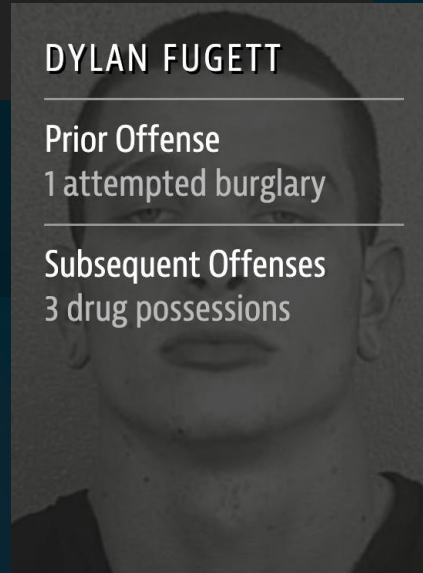 DYLAN FUGETT
Prior Offense
1 attempted burglary
Subsequent Offenses
3 drug possessions